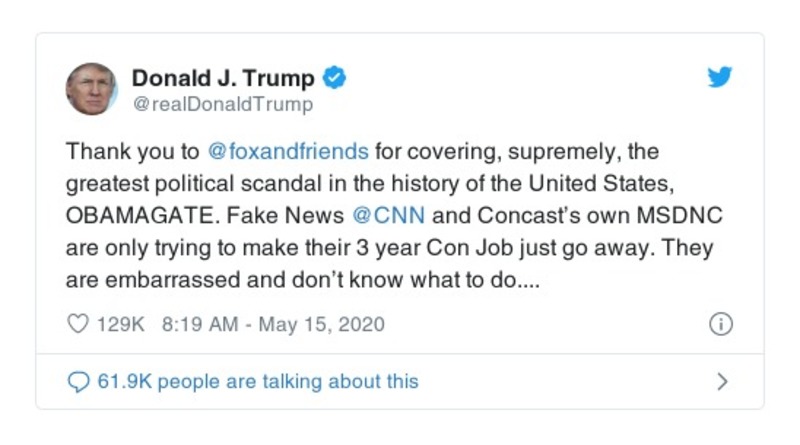 Donald J. Trump
@realDonaldTrump
Thank you to @foxandfriends for covering, supremely, the
greatest political scandal in the history of the United States,
OBAMAGATE. Fake News @CNN and Concast's own MSDNC
are only trying to make their 3 year Con Job just go away. They
are embarrassed and don't know what to do....
129K 8:19 AM - May 15, 2020
61.9K people are talking about this